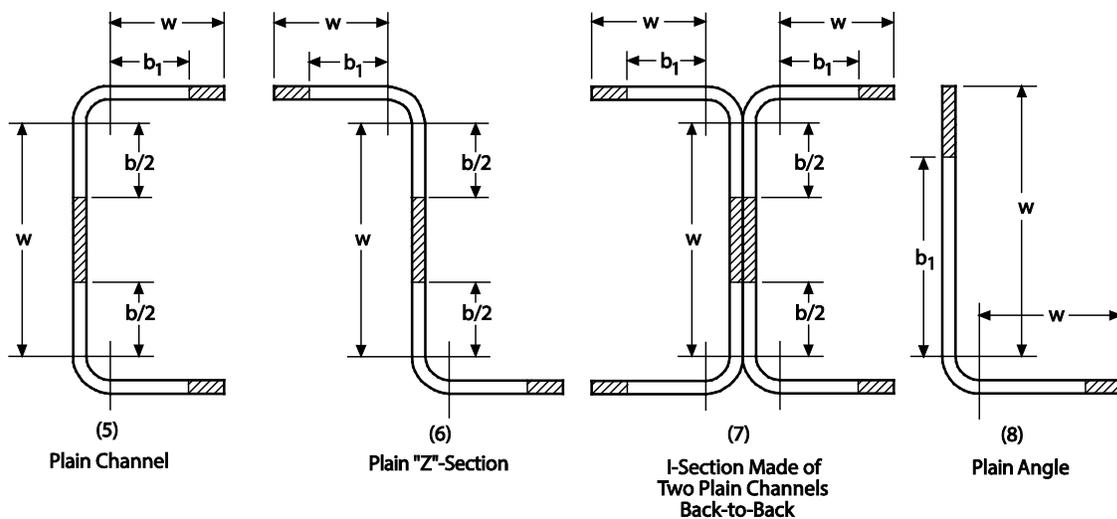 w w w w
b₁ b₁ b₁ b₁
b/2 b/2 b/2
w w w w
b₁
b/2 b/2 b/2
w
(5) (6) (7) (8)
Plain Channel Plain "Z"-Section I-Section Made of Two Plain Channels Back-to-Back Plain Angle